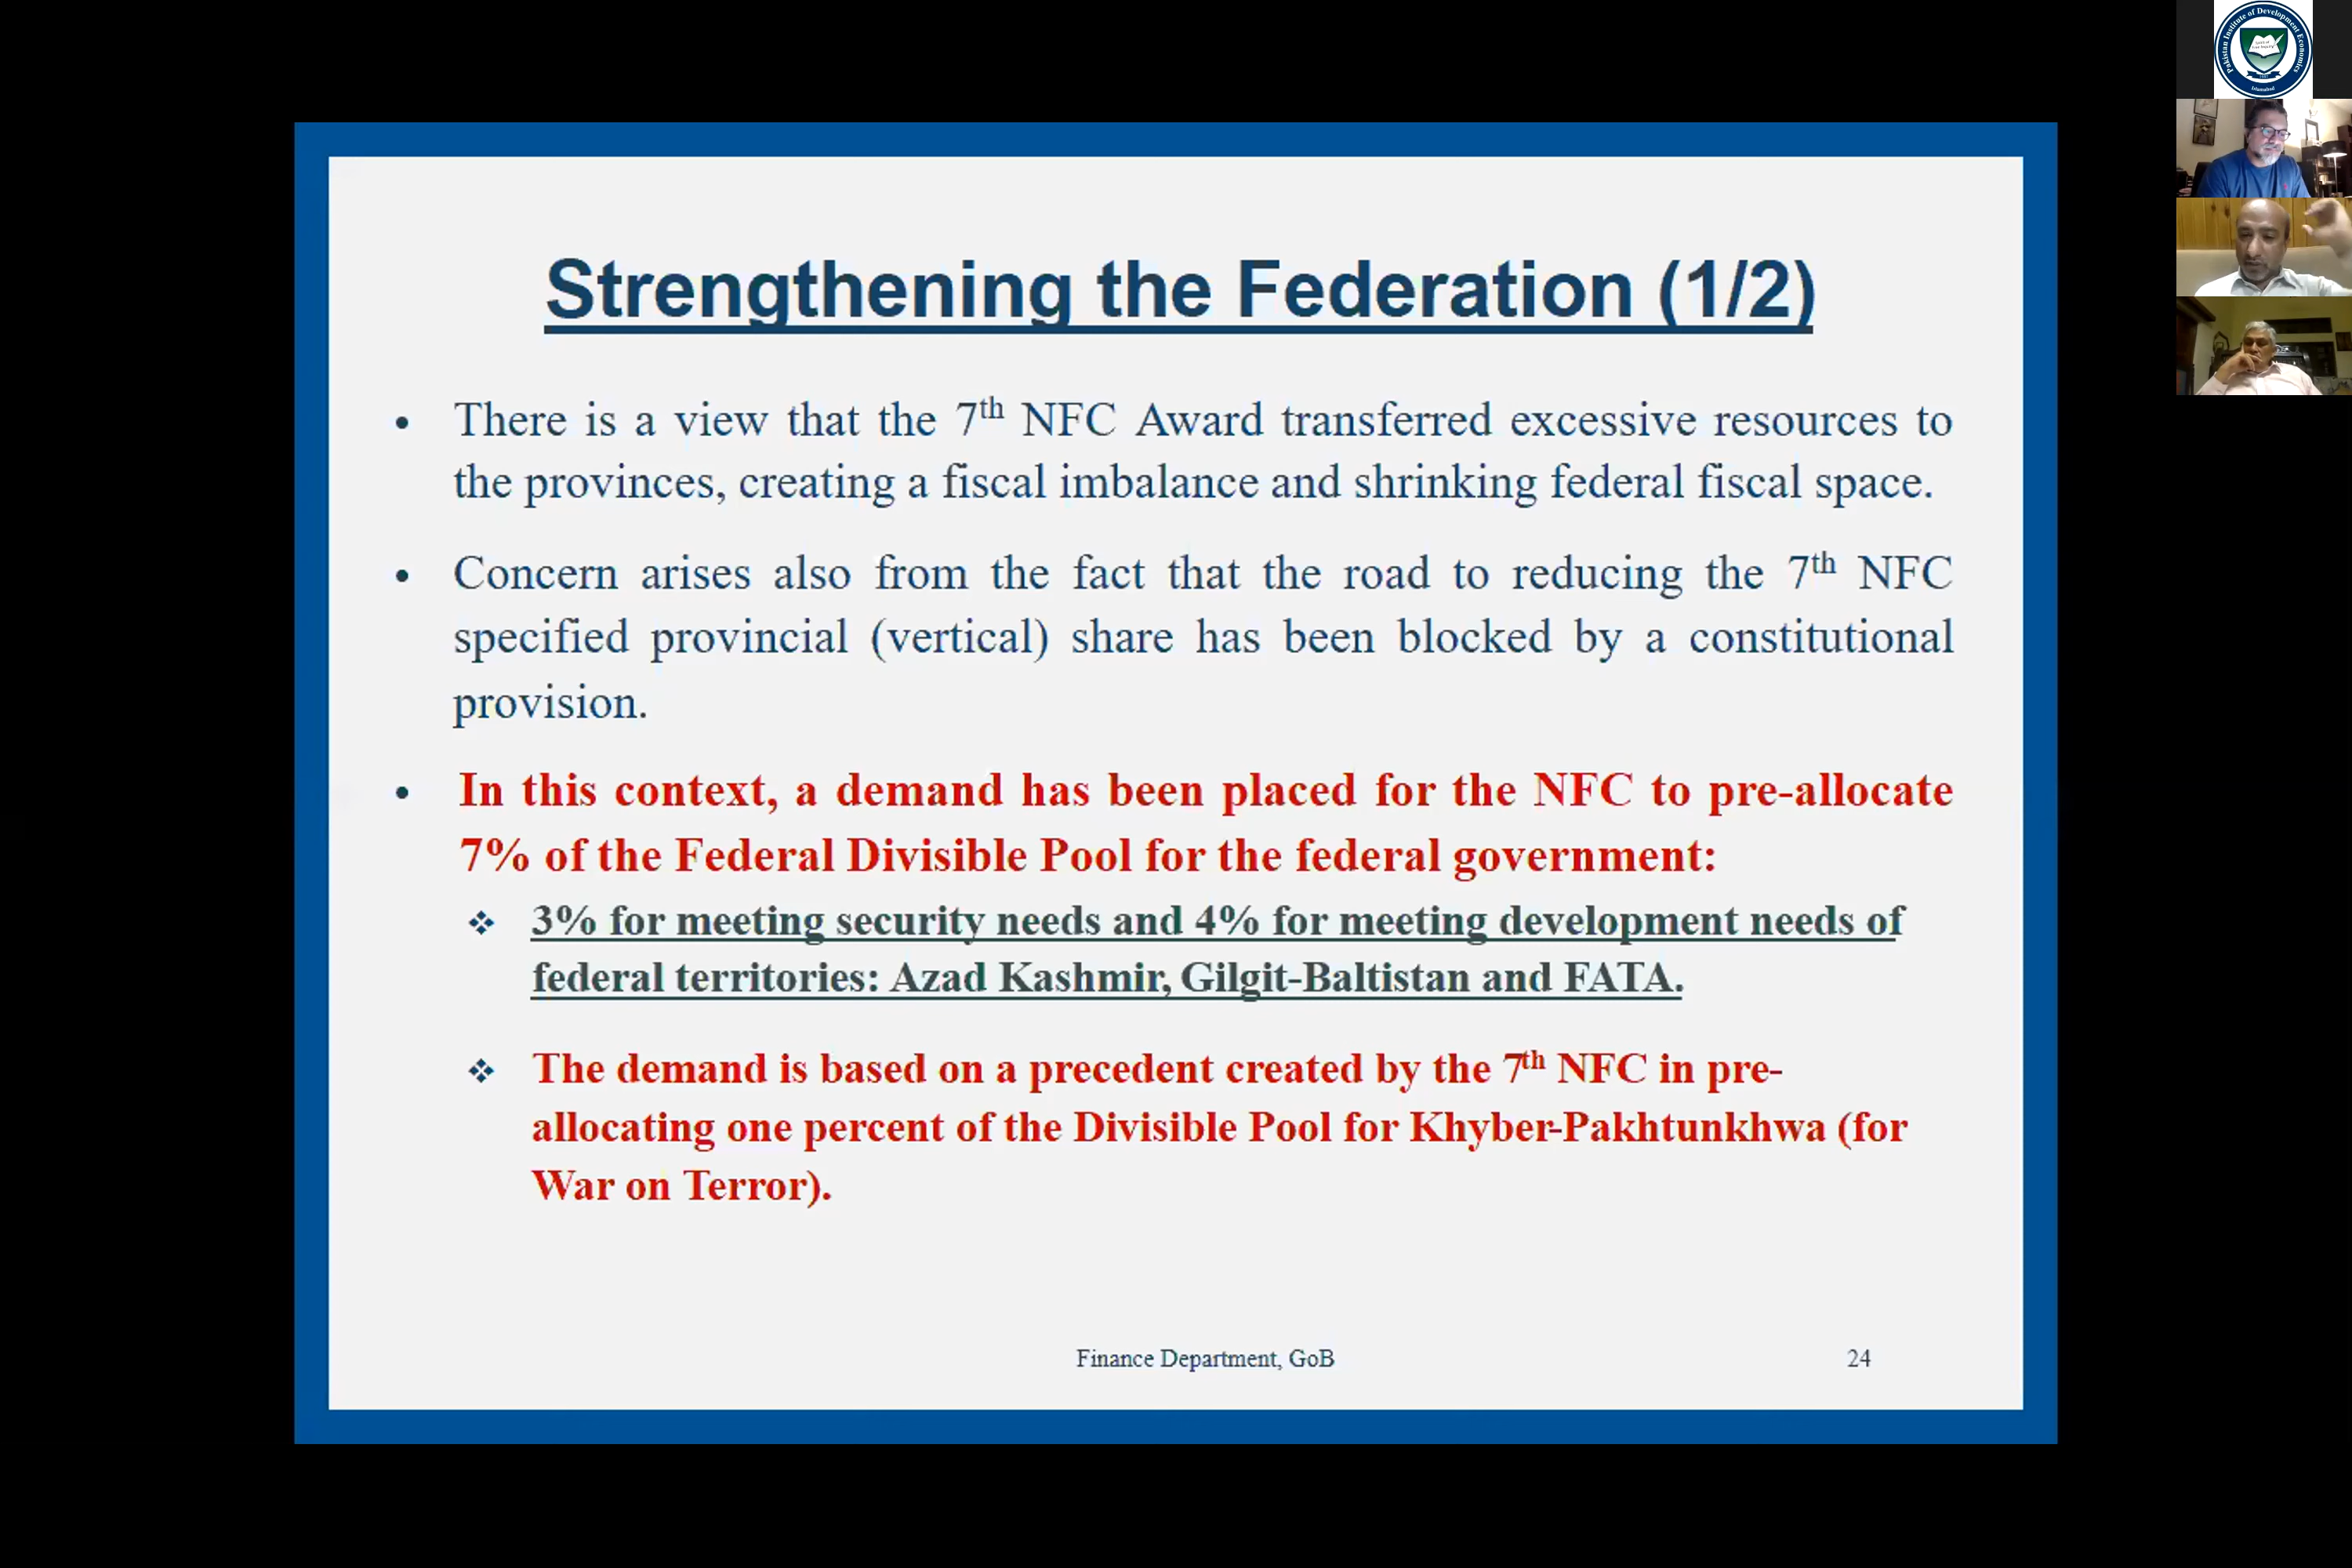 Strengthening the Federation (1/2)
• There is a view that the 7th NFC Award transferred excessive resources to
the provinces, creating a fiscal imbalance and shrinking federal fiscal space.
• Concern arises also from the fact that the road to reducing the 7th NFC
specified provincial (vertical) share has been blocked by a constitutional
provision.
• In this context, a demand has been placed for the NFC to pre-allocate
7% of the Federal Divisible Pool for the federal government:
❖ 3% for meeting security needs and 4% for meeting development needs of
federal territories: Azad Kashmir, Gilgit-Baltistan and FATA.
❖ The demand is based on a precedent created by the 7th NFC in pre-
allocating one percent of the Divisible Pool for Khyber-Pakhtunkhwa (for
War on Terror).
Finance Department, GoB
24
Pakistan Institute of Development Economics
Islamabad